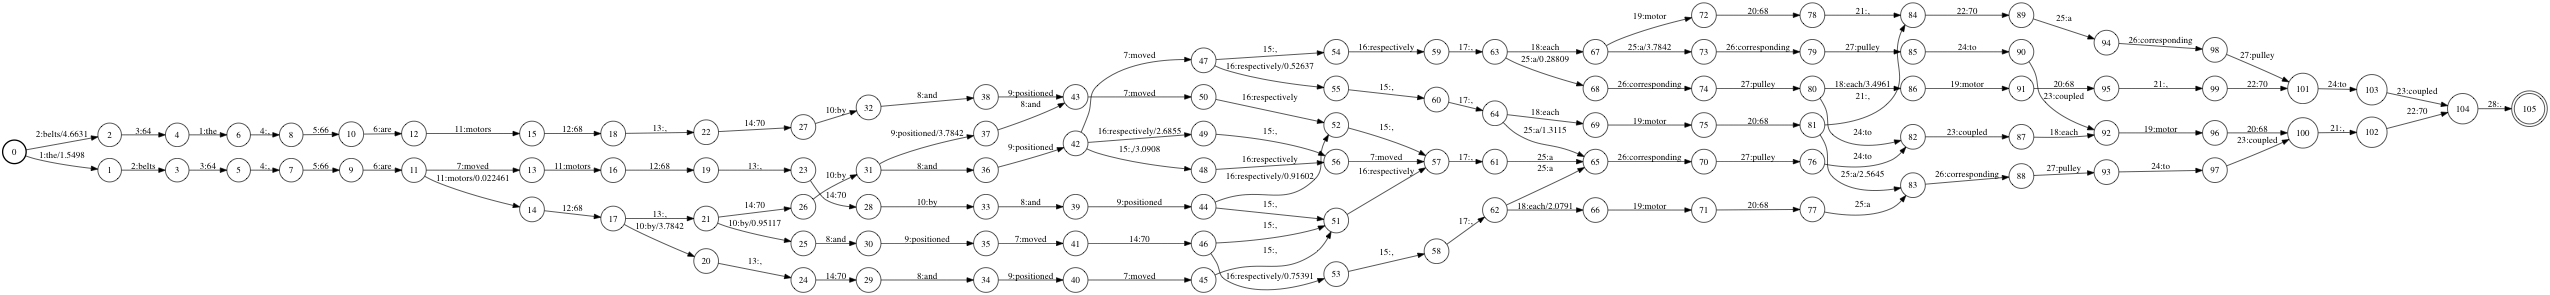 19:motor 72 20:68 78 21:, 84 22:70 89 25:a
47 15:, 54 16:respectively 59 17:, 63 18:each 67 25:a/3.7842 73 26:corresponding 79 27:pulley 85 24:to 90 94 26:corresponding 98 27:pulley
7:moved 16:respectively/0.52637 25:a/0.28809
55 15:, 60 17:, 68 26:corresponding 74 27:pulley 80 18:each/3.4961 86 19:motor 91 20:68 95 21:, 99 22:70 101 24:to 103 23:coupled
10:by 32 8:and 38 9:positioned 43 7:moved 50 16:respectively 21:, 23:coupled 104 28:. 105
8:and 64 18:each 69 19:motor 75 20:68 81 22:70
0 2:belts/4.6631 2 3:64 4 1:the 6 4:, 8 5:66 10 6:are 12 11:motors 15 12:68 18 13:, 22 14:70 27
9:positioned/3.7842 37 42 16:respectively/2.6855 49 15:, 52 15:, 25:a/1.3115 24:to 82 23:coupled 87 18:each 92 19:motor 96 20:68 100 21:, 102
9:positioned 15:,/3.0908 23:coupled
1:the/1.5498 1 2:belts 3 3:64 5 4:, 7 5:66 9 6:are 11 7:moved 13 11:motors 16 12:68 19 13:, 23 10:by 31 8:and 36 48 16:respectively 56 7:moved 57 17:, 61 25:a 65 26:corresponding 70 27:pulley 76 24:to
11:motors/0.022461 16:respectively/0.91602 16:respectively 25:a 25:a/2.5645 83 26:corresponding 88 27:pulley 93 24:to 97
14 12:68 17 13:, 21 14:70 26 14:70 28 10:by 33 8:and 39 9:positioned 44 15:, 51 62 18:each/2.0791 66 19:motor 71 20:68 77 25:a
10:by/3.7842 10:by/0.95117 25 8:and 30 9:positioned 35 7:moved 41 14:70 46 15:, 17:,
20 13:, 15:, 15:, 58
24 14:70 29 8:and 34 9:positioned 40 7:moved 45 16:respectively/0.75391 53